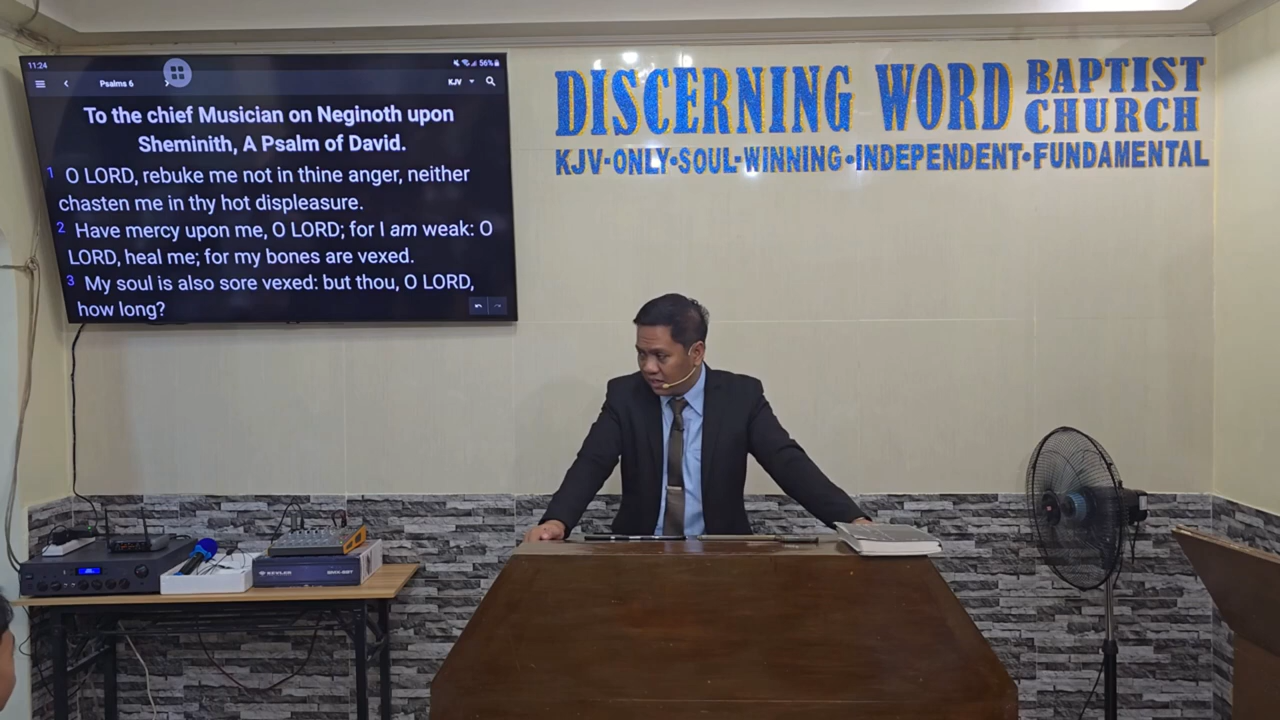 11:24
56%
Psalms 6
KJV
To the chief Musician on Neginoth upon
Sheminith, A Psalm of David.
1 O LORD, rebuke me not in thine anger, neither
chasten me in thy hot displeasure.
2 Have mercy upon me, O LORD; for I am weak: O
LORD, heal me; for my bones are vexed.
3 My soul is also sore vexed: but thou, O LORD,
how long?
DISCERNING WORD BAPTIST
CHURCH
KJV-ONLY•SOUL-WINNING•INDEPENDENT•FUNDAMENTAL